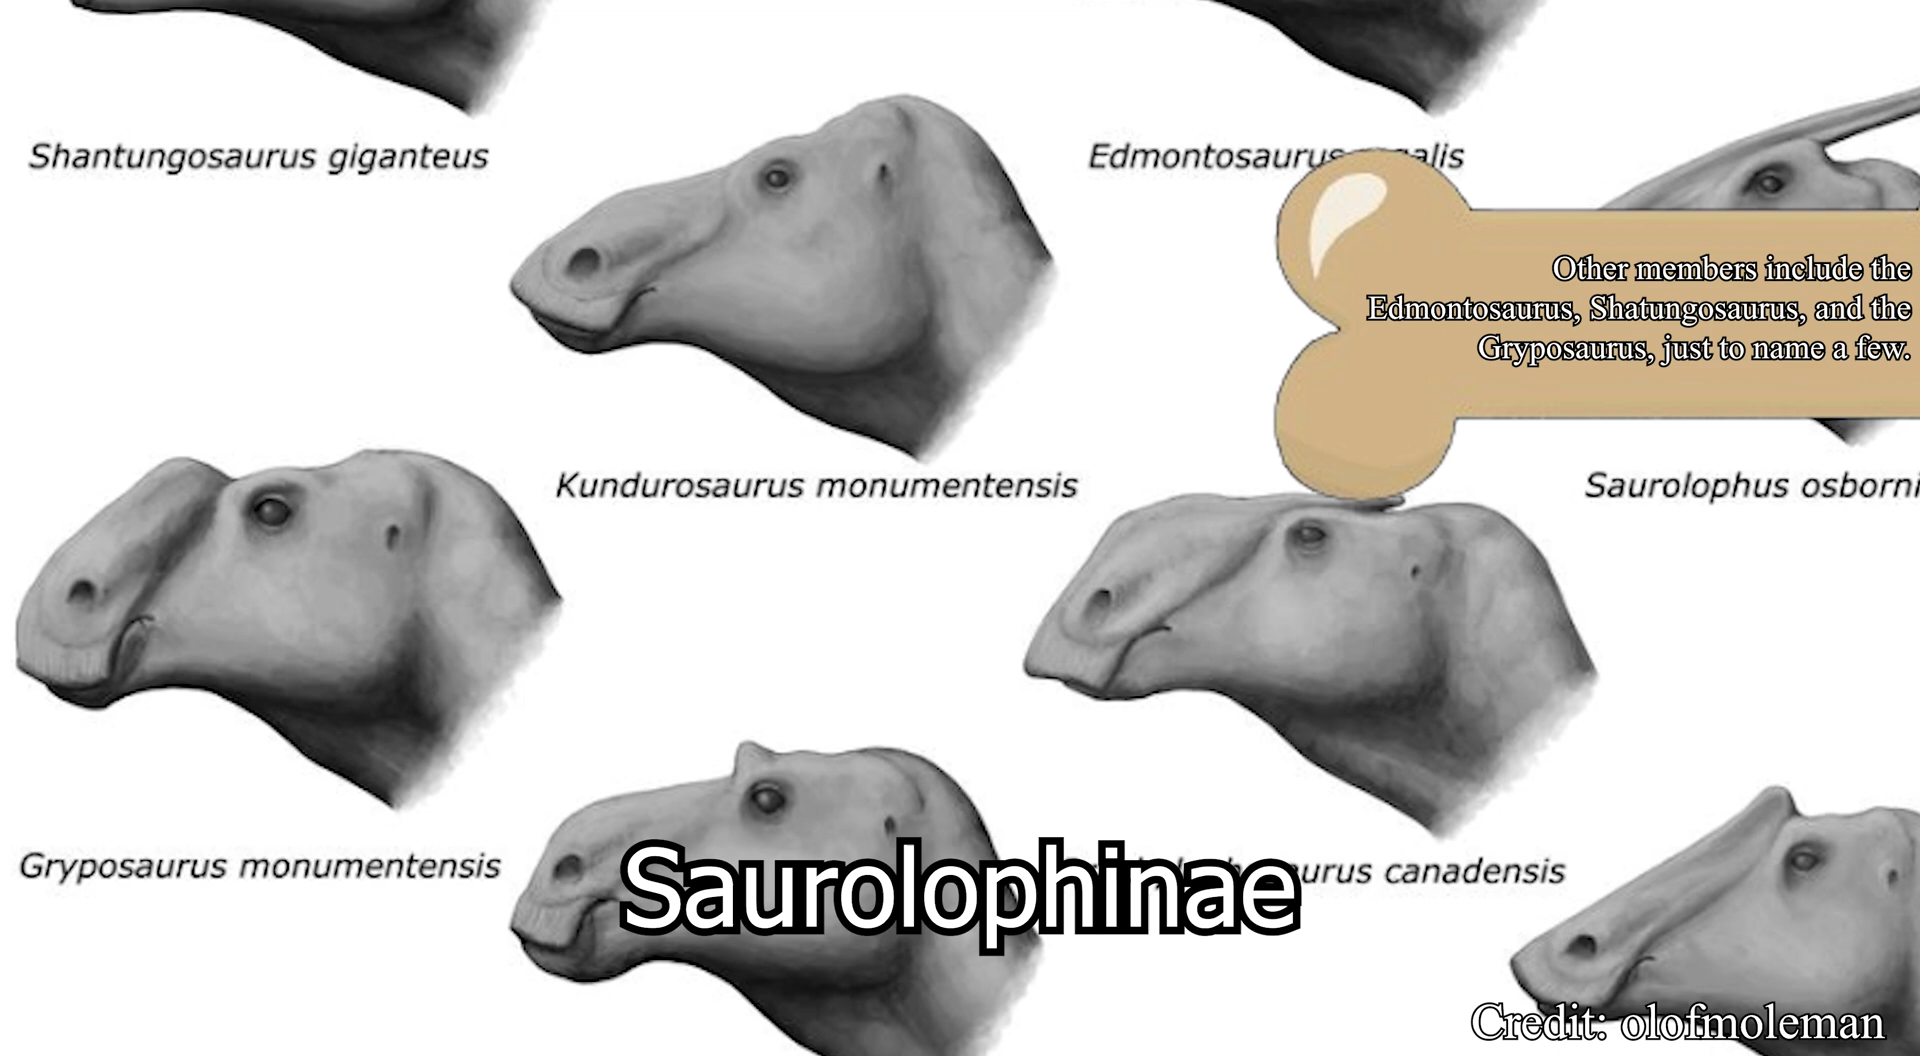 Shantungosaurus giganteus
Edmontosaurus
Other members include the
Edmontosaurus, Shatungosaurus, and the
Gryposaurus, just to name a few.
Kundurosaurus monumentensis
Saurolophus osborni
Gryposaurus monumentensis
canadensis
Saurolophinae
Credit: olofmoleman